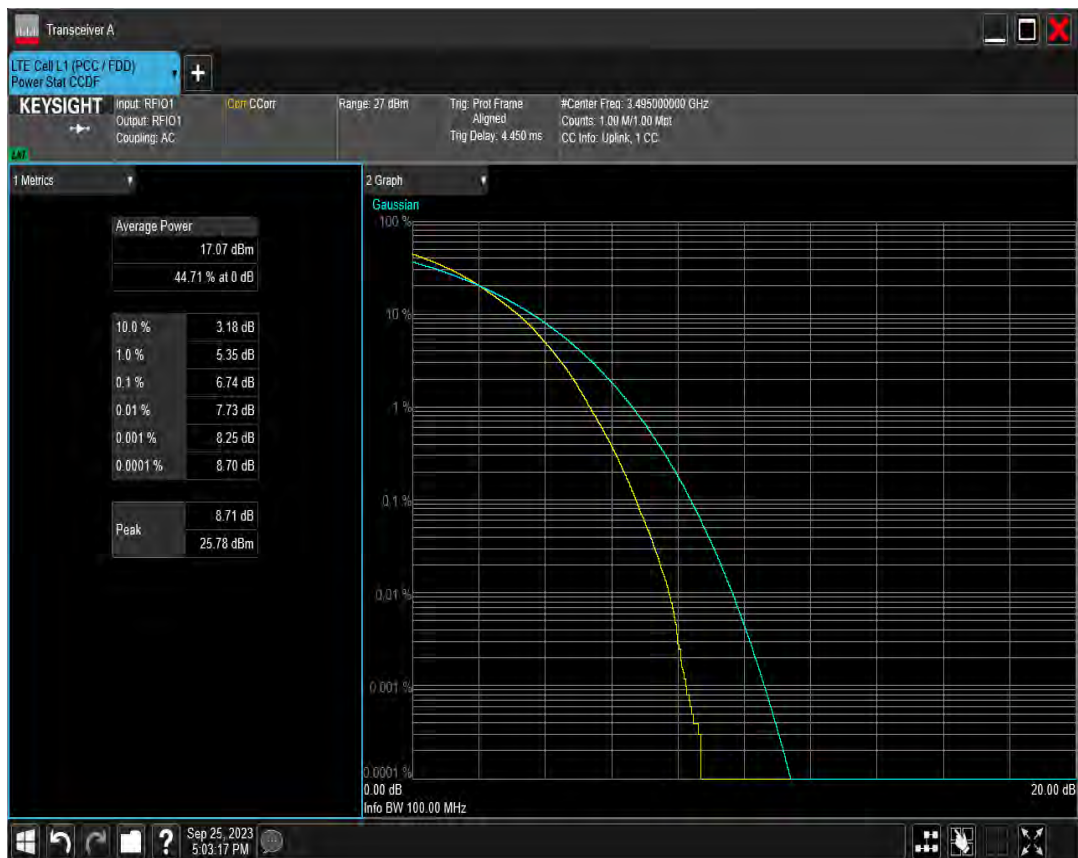 Transceiver A
LTE Cell L1 (PCC / FDD)
Power Stat CCDF
+
KEYSIGHT
Input: RFIO1
Output: RFIO1
Coupling: AC
Corr CCorr
Range: 27 dBm
Trig: Prot Frame
Aligned
Trig Delay: 4.450 ms
#Center Freq: 3.495000000 GHz
Counts: 1.00 M/1.00 Mpt
CC Info: Uplink, 1 CC
1 Metrics
Average Power
17.07 dBm
44.71 % at 0 dB
10.0 % 3.18 dB
1.0 % 5.35 dB
0.1 % 6.74 dB
0.01 % 7.73 dB
0.001 % 8.25 dB
0.0001 % 8.70 dB
Peak
8.71 dB
25.78 dBm
2 Graph
Gaussian
100 %
10 %
1 %
0.1 %
0.01 %
0.001 %
0.0001 %
0.00 dB 20.00 dB
Info BW 100.00 MHz
? Sep 25, 2023
5:03:17 PM